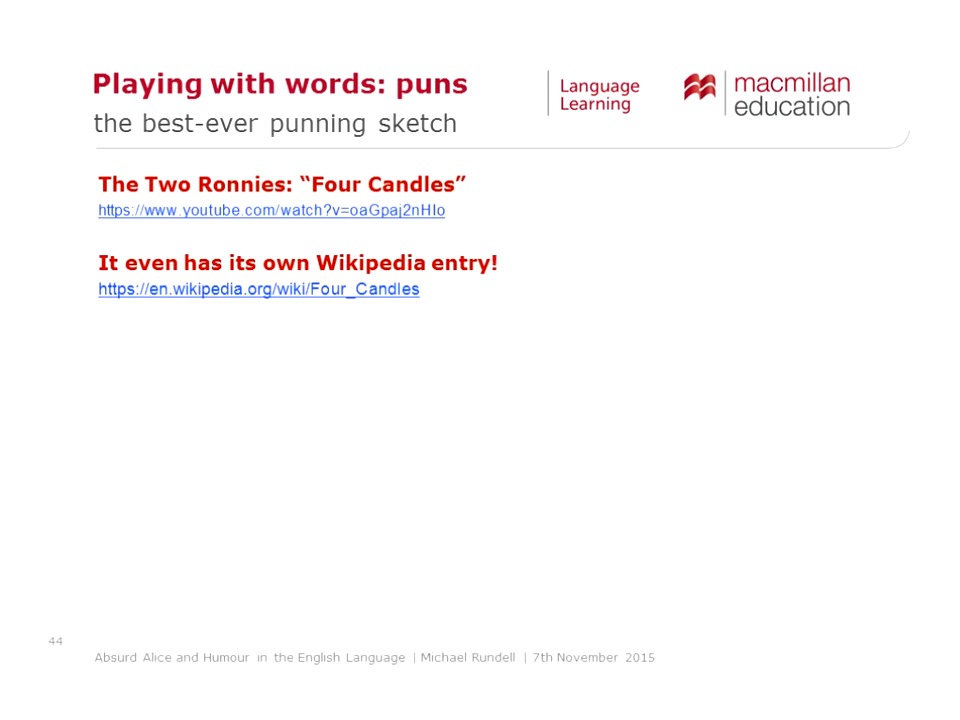 Playing with words: puns
the best-ever punning sketch
Language
Learning
macmillan
education
The Two Ronnies: “Four Candles”
https://www.youtube.com/watch?v=oaGpaj2nHIo
It even has its own Wikipedia entry!
https://en.wikipedia.org/wiki/Four_Candles
44
Absurd Alice and Humour in the English Language | Michael Rundell | 7th November 2015